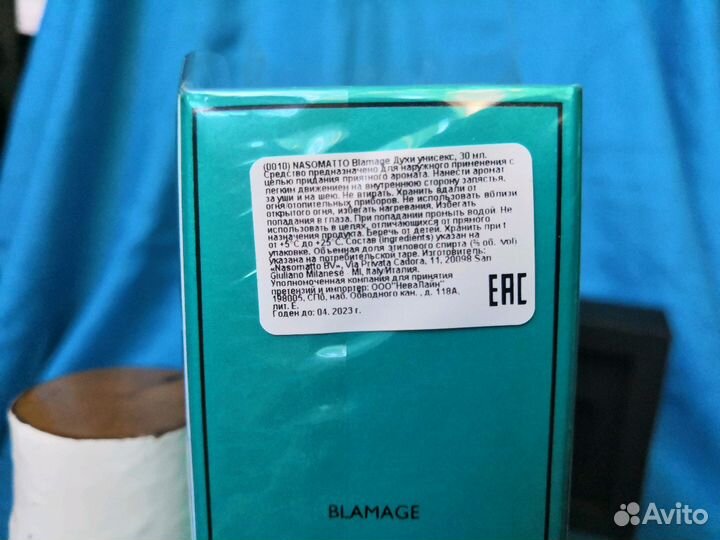 (0010) NASOMATTO Blamage Духи унисекс, 30 мл.
Средство предназначено для наружного применения с
целью придания приятного аромата. Нанести аромат
легким движением на внутреннюю сторону запястья,
за уши и на шею. Не втирать. Хранить вдали от
огня отопительных приборов. Не использовать вблизи
открытого огня, избегать нагревания. Избегать
попадания в глаза. При попадании промыть водой. Не
использовать в целях, отличающихся от прямого
назначения продукта. Беречь от детей. Хранить при t
от +5°С до +25°С. Состав (ingredients) указан на
упаковке. Объемная доля этилового спирта (% об. vol)
указана на потребительской таре. Изготовитель:
«Nasomatto BV», Via Privata Cadora, 11, 20098 San
Giuliano Milanese - MI, Italy/Италия.
Уполномоченная компания для принятия
претензий и импортер: ООО"НеваЛайн"
198005, СПб, наб. Обводного кан. , д. 118А,
лит. Е.
Годен до: 04. 2023 г.
EAC
BLAMAGE
Avito